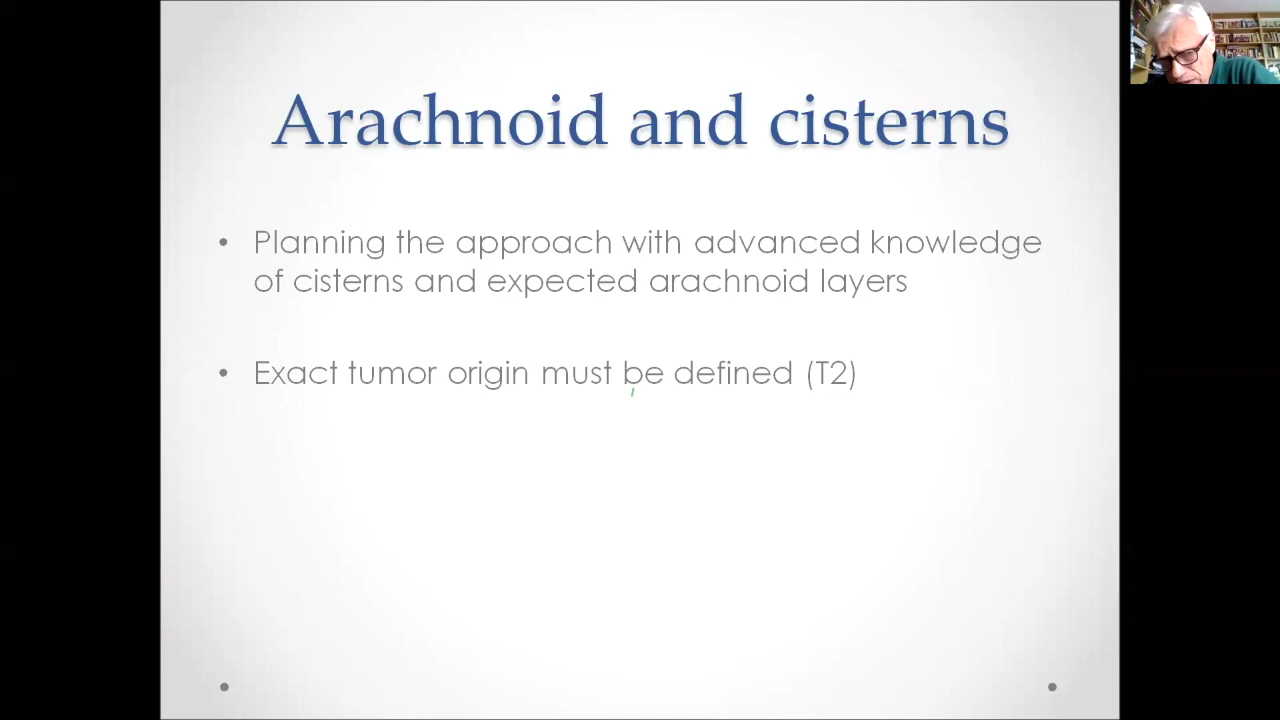 Arachnoid and cisterns
• Planning the approach with advanced knowledge
of cisterns and expected arachnoid layers
• Exact tumor origin must be defined (T2)